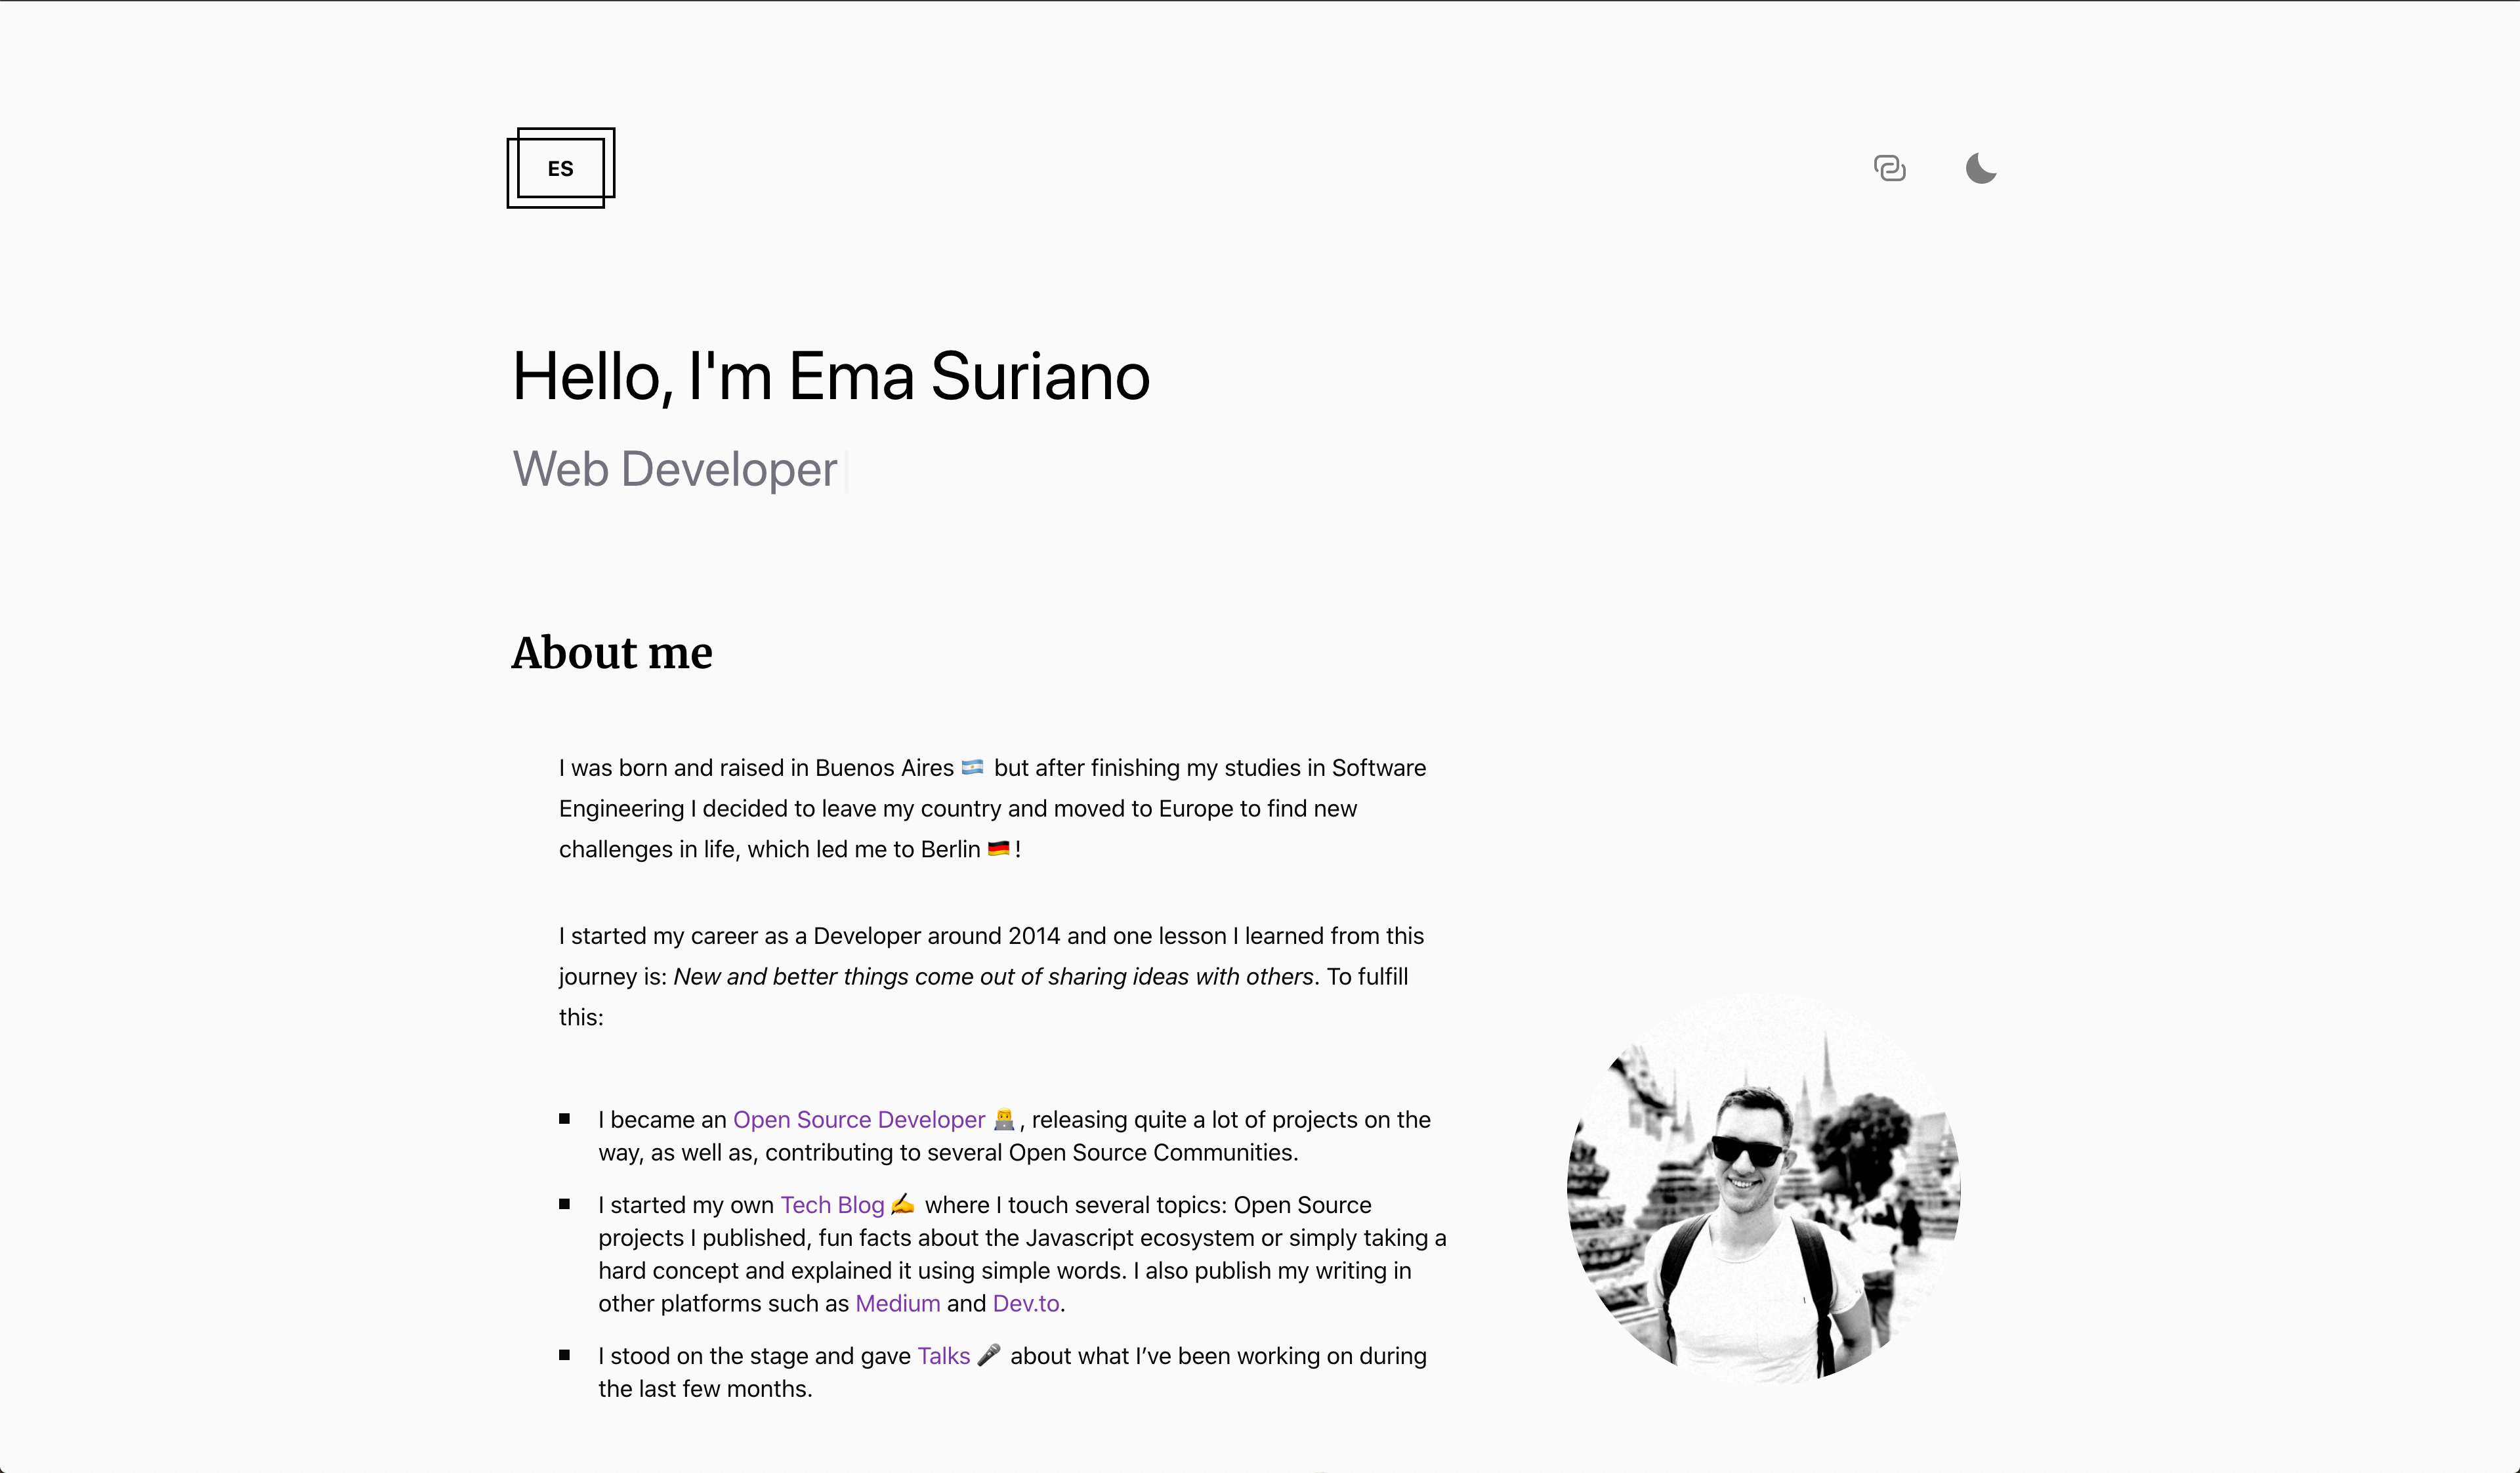 ES
Hello, I'm Ema Suriano
Web Developer
About me
I was born and raised in Buenos Aires 🇦🇷 but after finishing my studies in Software
Engineering I decided to leave my country and moved to Europe to find new
challenges in life, which led me to Berlin 🇩🇪!
I started my career as a Developer around 2014 and one lesson I learned from this
journey is: New and better things come out of sharing ideas with others. To fulfill
this:
■ I became an Open Source Developer 👨‍💻, releasing quite a lot of projects on the
way, as well as, contributing to several Open Source Communities.
■ I started my own Tech Blog ✍️ where I touch several topics: Open Source
projects I published, fun facts about the Javascript ecosystem or simply taking a
hard concept and explained it using simple words. I also publish my writing in
other platforms such as Medium and Dev.to.
■ I stood on the stage and gave Talks 🎤 about what I’ve been working on during
the last few months.